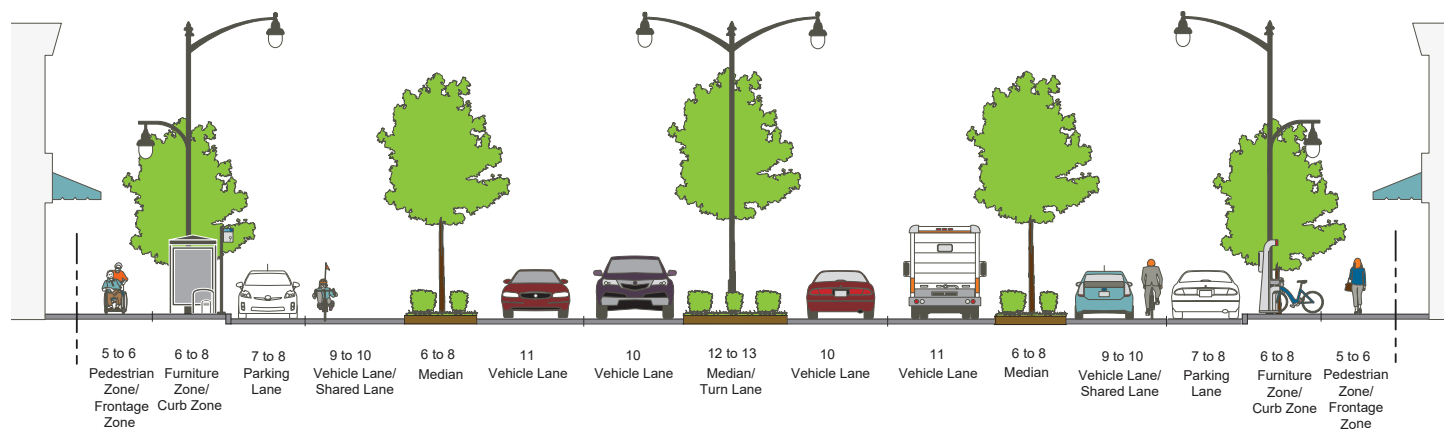 5 to 6
Pedestrian
Zone/
Frontage
Zone
6 to 8
Furniture
Zone/
Curb Zone
7 to 8
Parking
Lane
9 to 10
Vehicle Lane/
Shared Lane
6 to 8
Median
11
Vehicle Lane
10
Vehicle Lane
12 to 13
Median/
Turn Lane
10
Vehicle Lane
11
Vehicle Lane
6 to 8
Median
9 to 10
Vehicle Lane/
Shared Lane
7 to 8
Parking
Lane
6 to 8
Furniture
Zone/
Curb Zone
5 to 6
Pedestrian
Zone/
Frontage
Zone